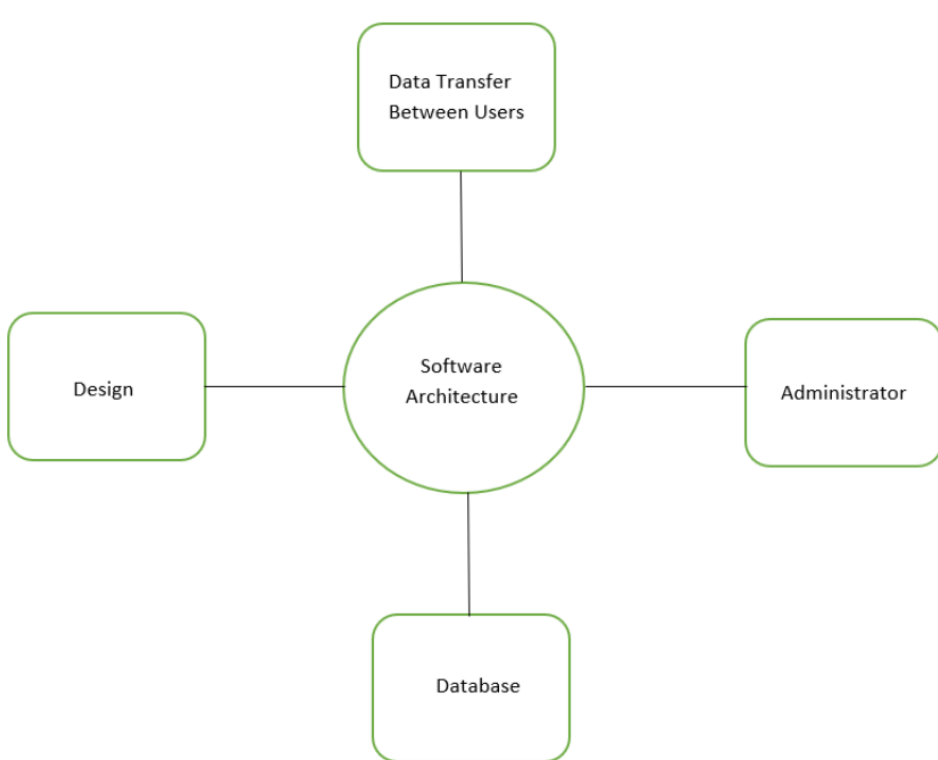 Data Transfer
Between Users
Software
Architecture
Design
Administrator
Database